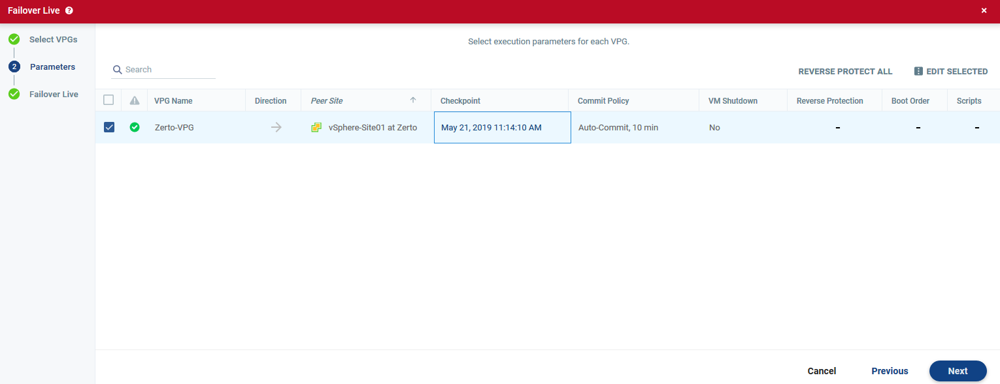 Failover Live ?
×
Select VPGs
2 Parameters
Failover Live
Select execution parameters for each VPG.
Search
REVERSE PROTECT ALL
EDIT SELECTED
VPG Name Direction Peer Site Checkpoint Commit Policy VM Shutdown Reverse Protection Boot Order Scripts
Zerto-VPG vSphere-Site01 at Zerto May 21, 2019 11:14:10 AM Auto-Commit, 10 min No – – –
Cancel Previous Next